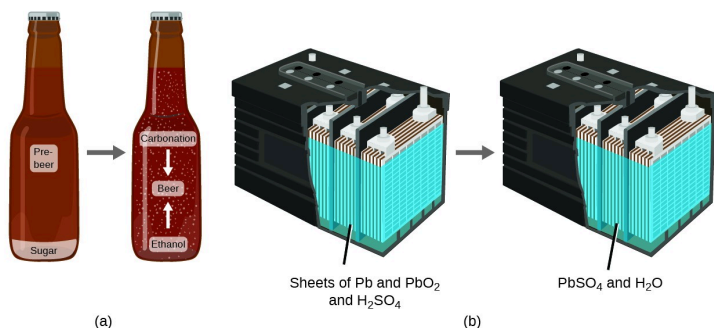 Pre-
beer
Sugar
Carbonation
Beer
Ethanol
(a)
Sheets of Pb and PbO₂
and H₂SO₄
PbSO₄ and H₂O
(b)